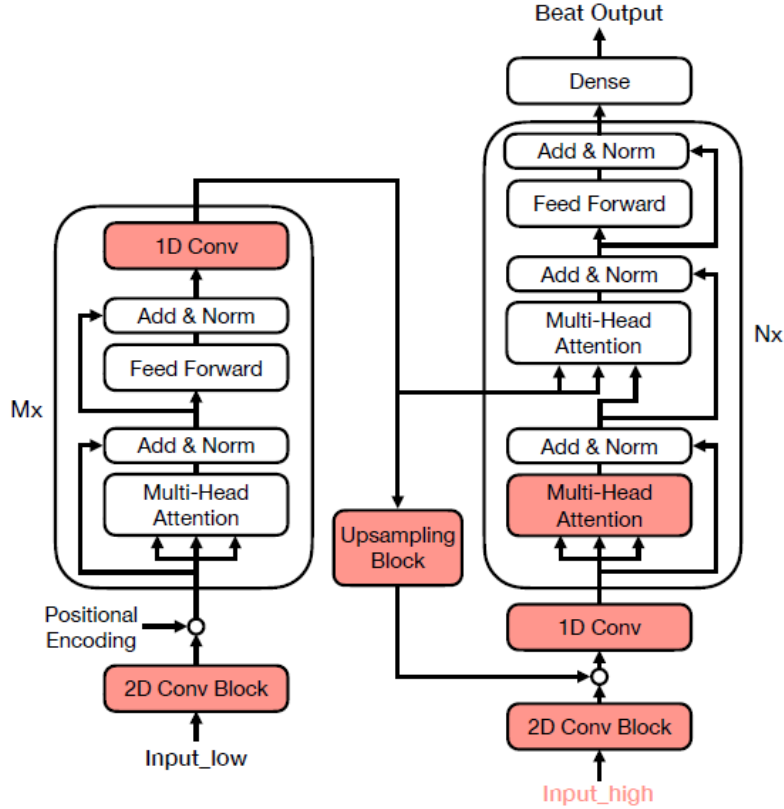 Beat Output
Dense
Add & Norm
Feed Forward
Add & Norm
Multi-Head
Attention
Nx
Add & Norm
Multi-Head
Attention
1D Conv
2D Conv Block
Input_high
1D Conv
Add & Norm
Feed Forward
Mx
Add & Norm
Multi-Head
Attention
Positional
Encoding
2D Conv Block
Input_low
Upsampling
Block